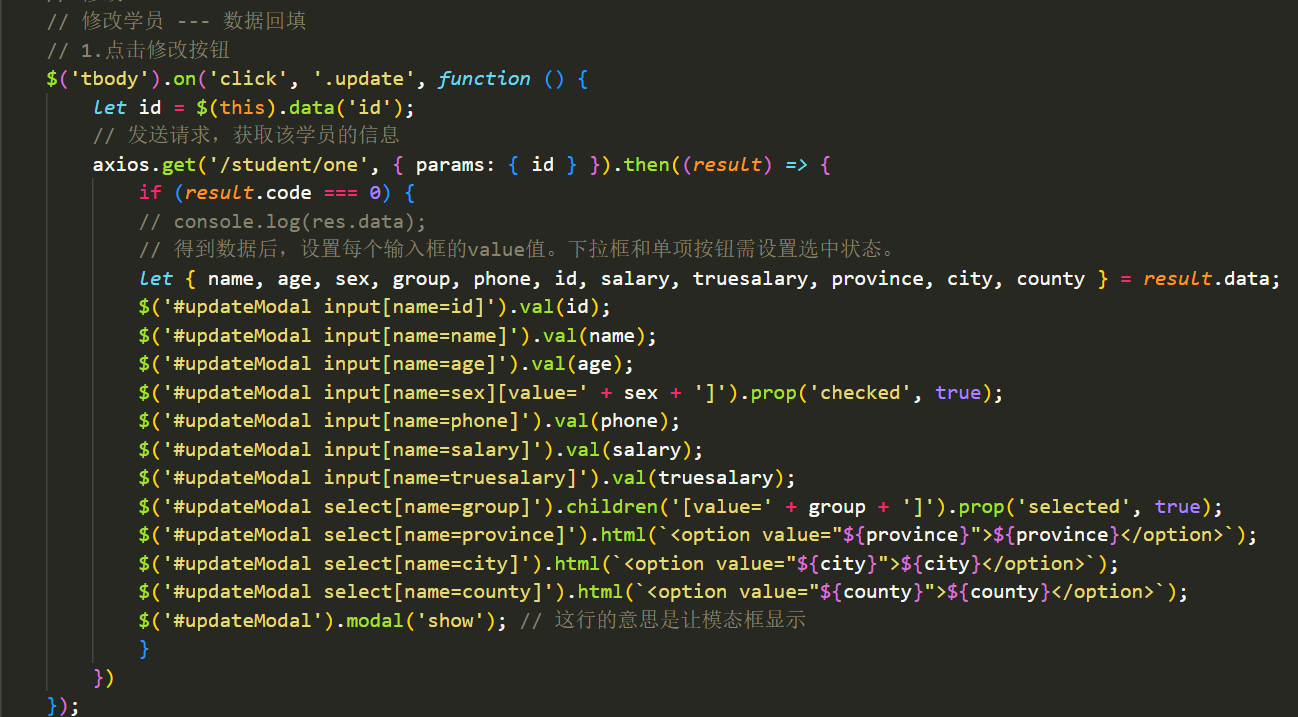 // 修改学员 --- 数据回填
// 1.点击修改按钮
$('tbody').on('click', '.update', function () {
let id = $(this).data('id');
// 发送请求，获取该学员的信息
axios.get('/student/one', { params: { id } }).then((result) => {
if (result.code === 0) {
// console.log(res.data);
// 得到数据后，设置每个输入框的value值。下拉框和单项按钮需设置选中状态。
let { name, age, sex, group, phone, id, salary, truesalary, province, city, county } = result.data;
$('#updateModal input[name=id]').val(id);
$('#updateModal input[name=name]').val(name);
$('#updateModal input[name=age]').val(age);
$('#updateModal input[name=sex][value=' + sex + ']').prop('checked', true);
$('#updateModal input[name=phone]').val(phone);
$('#updateModal input[name=salary]').val(salary);
$('#updateModal input[name=truesalary]').val(truesalary);
$('#updateModal select[name=group]').children('[value=' + group + ']').prop('selected', true);
$('#updateModal select[name=province]').html(`<option value="${province}">${province}</option>`);
$('#updateModal select[name=city]').html(`<option value="${city}">${city}</option>`);
$('#updateModal select[name=county]').html(`<option value="${county}">${county}</option>`);
$('#updateModal').modal('show'); // 这行的意思是让模态框显示
}
})
});